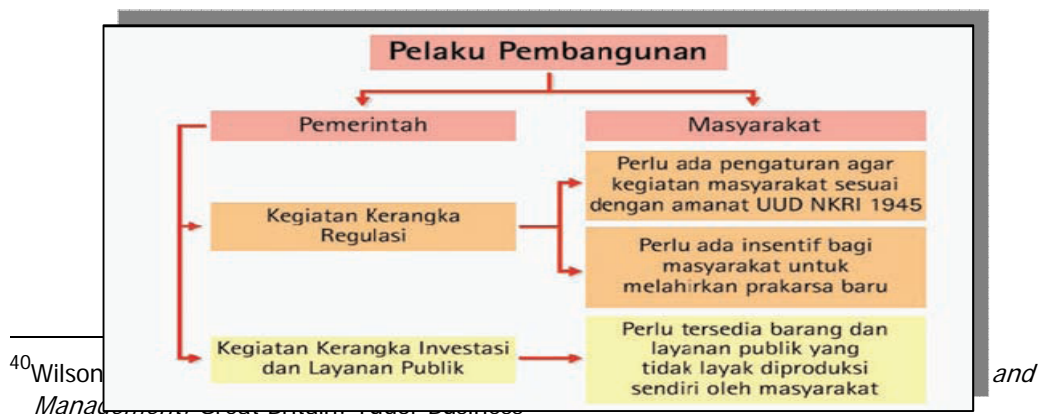 Pelaku Pembangunan
Pemerintah
Masyarakat
Kegiatan Kerangka
Regulasi
Perlu ada pengaturan agar
kegiatan masyarakat sesuai
dengan amanat UUD NKRI 1945
Perlu ada insentif bagi
masyarakat untuk
melahirkan prakarsa baru
Kegiatan Kerangka Investasi
dan Layanan Publik
Perlu tersedia barang dan
layanan publik yang
tidak layak diproduksi
sendiri oleh masyarakat
40Wilson and